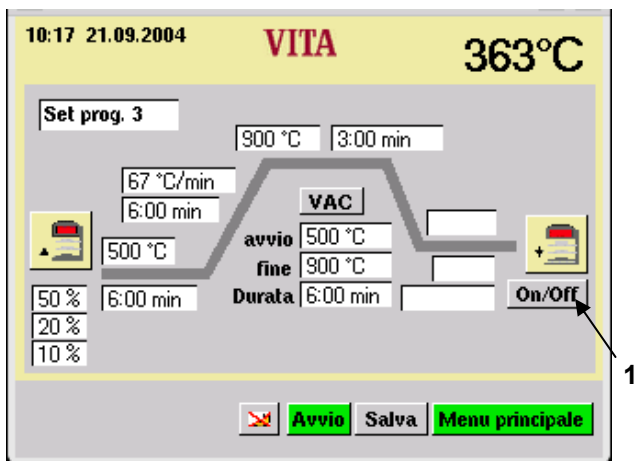 10:17 21.09.2004
VITA
363°C
Set prog. 3
900 °C
3:00 min
67 °C/min
6:00 min
VAC
500 °C
avvio 500 °C
fine 900 °C
Durata 6:00 min
50 %
6:00 min
On/Off
20 %
10 %
1
Avvio
Salva
Menu principale